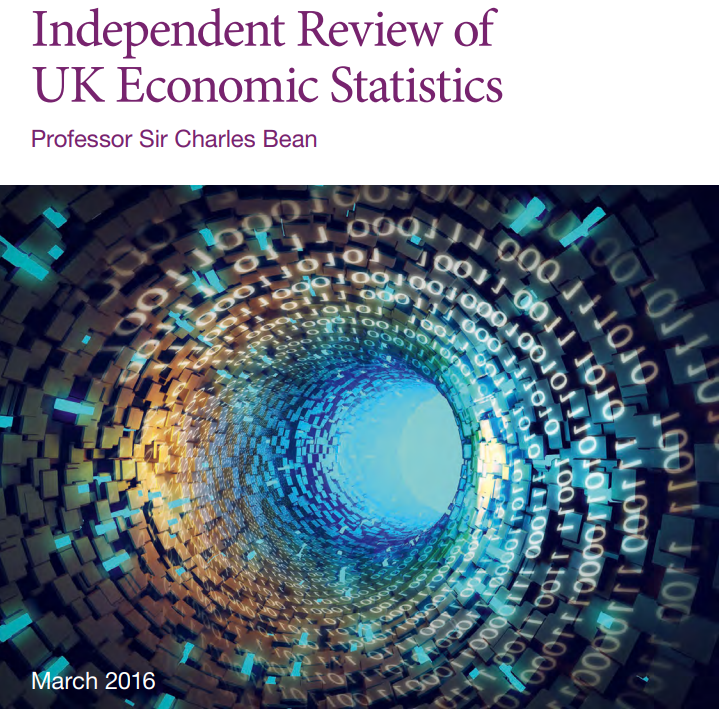 Independent Review of
UK Economic Statistics
Professor Sir Charles Bean
March 2016